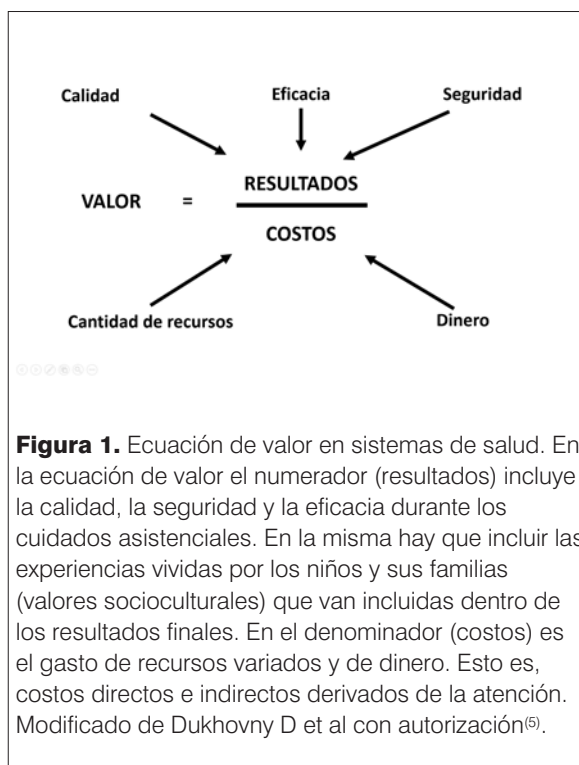 Calidad Eficacia Seguridad
RESULTADOS
VALOR =
COSTOS
Cantidad de recursos Dinero
Figura 1. Ecuación de valor en sistemas de salud. En
la ecuación de valor el numerador (resultados) incluye
la calidad, la seguridad y la eficacia durante los
cuidados asistenciales. En la misma hay que incluir las
experiencias vividas por los niños y sus familias
(valores socioculturales) que van incluidas dentro de
los resultados finales. En el denominador (costos) es
el gasto de recursos variados y de dinero. Esto es,
costos directos e indirectos derivados de la atención.
Modificado de Dukhovny D et al con autorización(5).